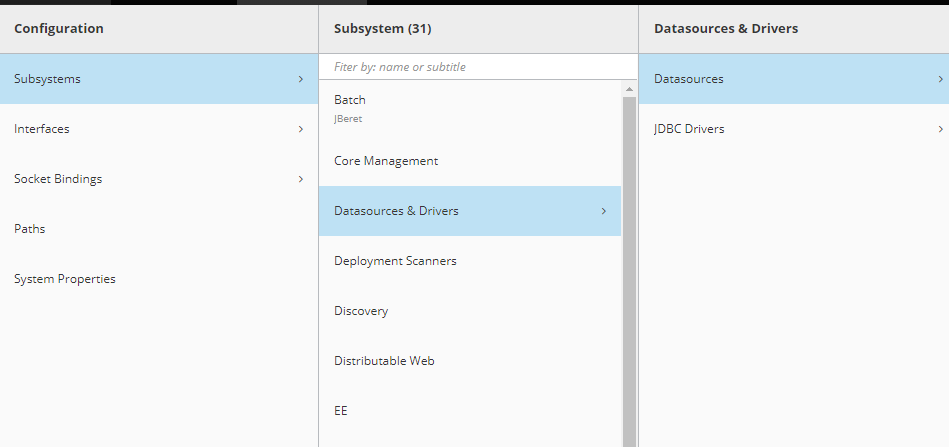 Configuration
Subsystems
Interfaces
Socket Bindings
Paths
System Properties
Subsystem (31)
Fiter by: name or subtitle
Batch
JBeret
Core Management
Datasources & Drivers
Deployment Scanners
Discovery
Distributable Web
EE
Datasources & Drivers
Datasources
JDBC Drivers